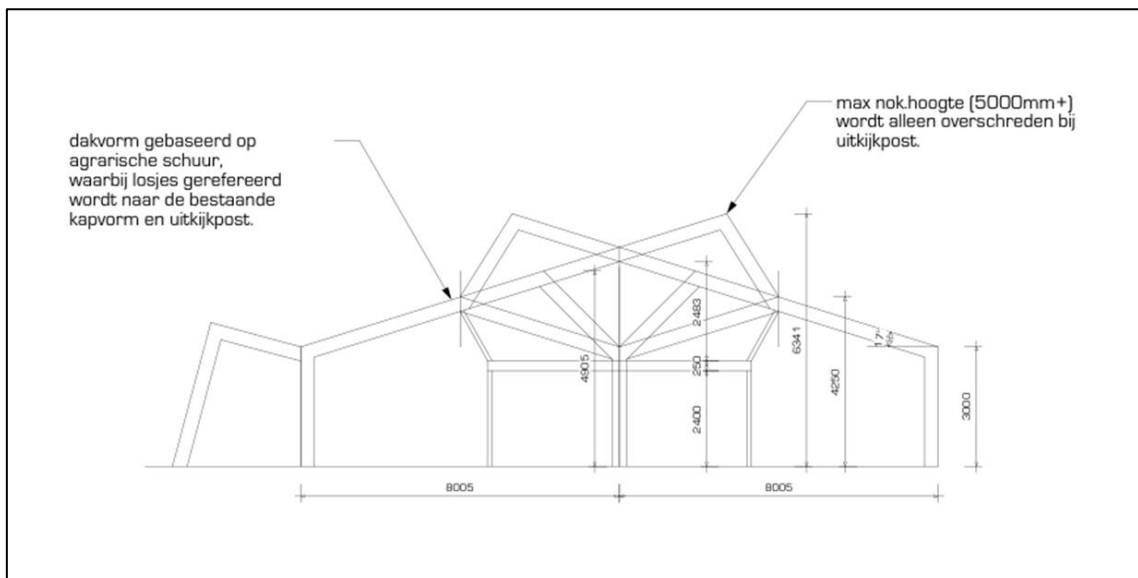 max nok.hoogte (5000mm+)
wordt alleen overschreden bij
uitkijkpost.
dakvorm gebaseerd op
agrarische schuur,
waarbij losjes gerefereerd
wordt naar de bestaande
kapvorm en uitkijkpost.
2483
17°
6341
4905
250
4250
3000
2400
8005
8005